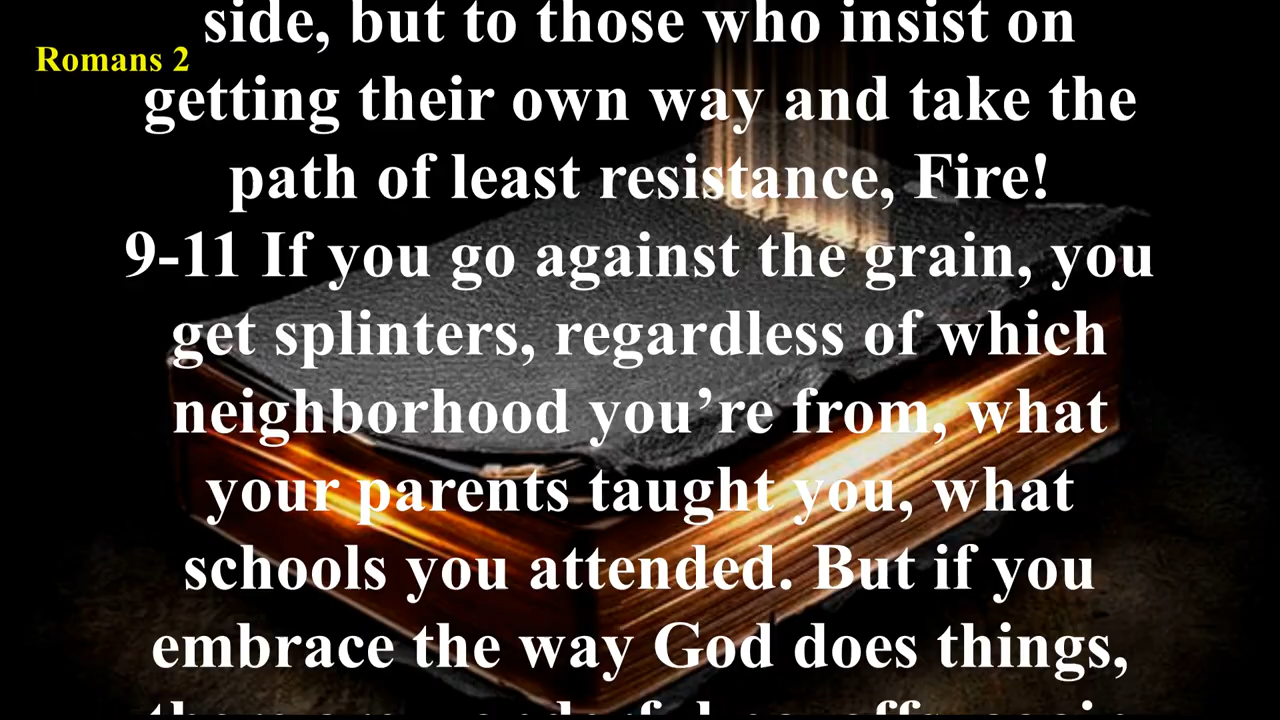 side, but to those who insist on
Romans 2
getting their own way and take the
path of least resistance, Fire!
9-11 If you go against the grain, you
get splinters, regardless of which
neighborhood you’re from, what
your parents taught you, what
schools you attended. But if you
embrace the way God does things,